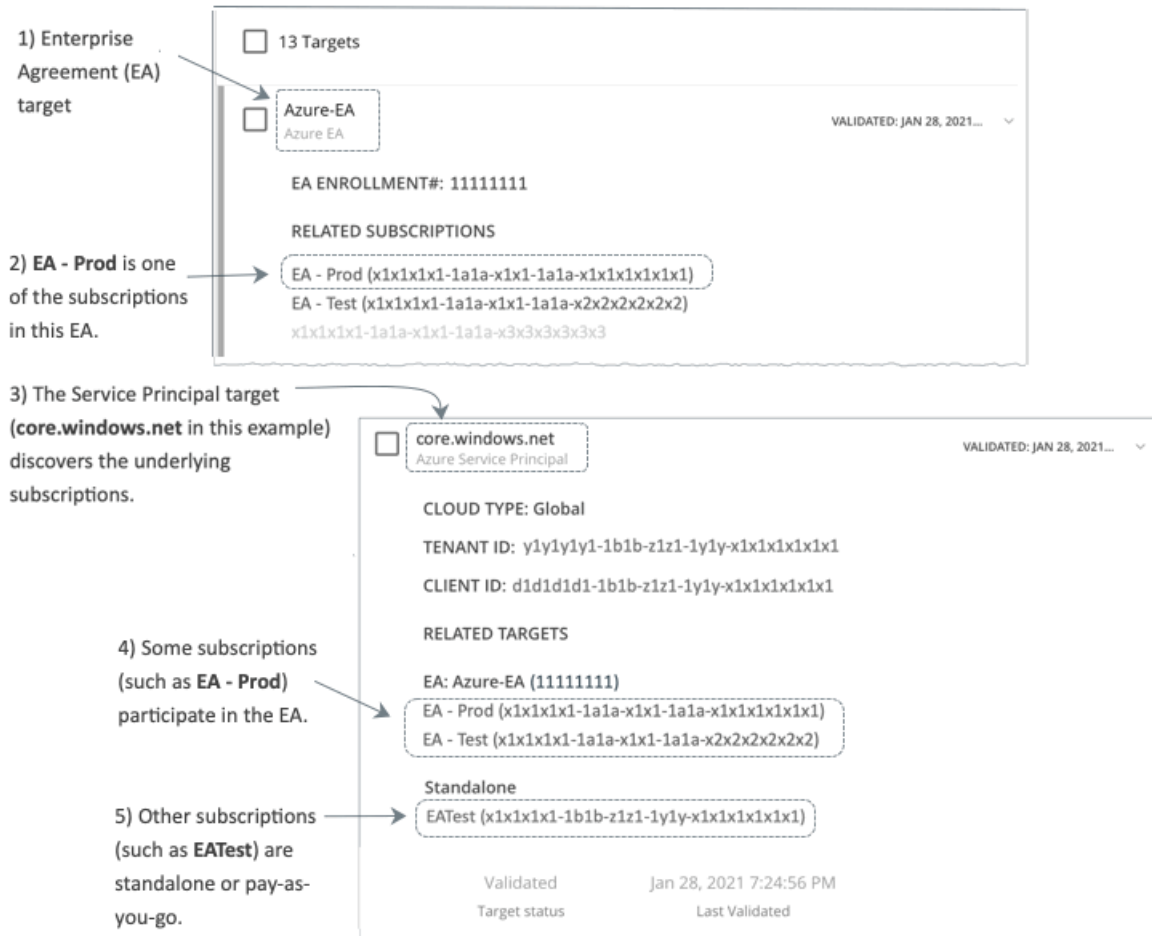 1) Enterprise
Agreement (EA)
target
13 Targets
Azure-EA
Azure EA
VALIDATED: JAN 28, 2021...
EA ENROLLMENT#: 11111111
RELATED SUBSCRIPTIONS
2) EA - Prod is one
of the subscriptions
in this EA.
EA - Prod (x1x1x1x1-1a1a-x1x1-1a1a-x1x1x1x1x1x1)
EA - Test (x1x1x1x1-1a1a-x1x1-1a1a-x2x2x2x2x2x2)
x1x1x1x1-1a1a-x1x1-1a1a-x3x3x3x3x3x3
3) The Service Principal target
(core.windows.net in this example)
discovers the underlying
subscriptions.
core.windows.net
Azure Service Principal
VALIDATED: JAN 28, 2021...
CLOUD TYPE: Global
TENANT ID: y1y1y1y1-1b1b-z1z1-1y1y-x1x1x1x1x1x1
CLIENT ID: d1d1d1d1-1b1b-z1z1-1y1y-x1x1x1x1x1x1
RELATED TARGETS
4) Some subscriptions
(such as EA - Prod)
participate in the EA.
EA: Azure-EA (11111111)
EA - Prod (x1x1x1x1-1a1a-x1x1-1a1a-x1x1x1x1x1x1)
EA - Test (x1x1x1x1-1a1a-x1x1-1a1a-x2x2x2x2x2x2)
Standalone
EATest (x1x1x1x1-1b1b-z1z1-1y1y-x1x1x1x1x1x1)
5) Other subscriptions
(such as EATest) are
standalone or pay-as-
you-go.
Validated
Jan 28, 2021 7:24:56 PM
Target status
Last Validated